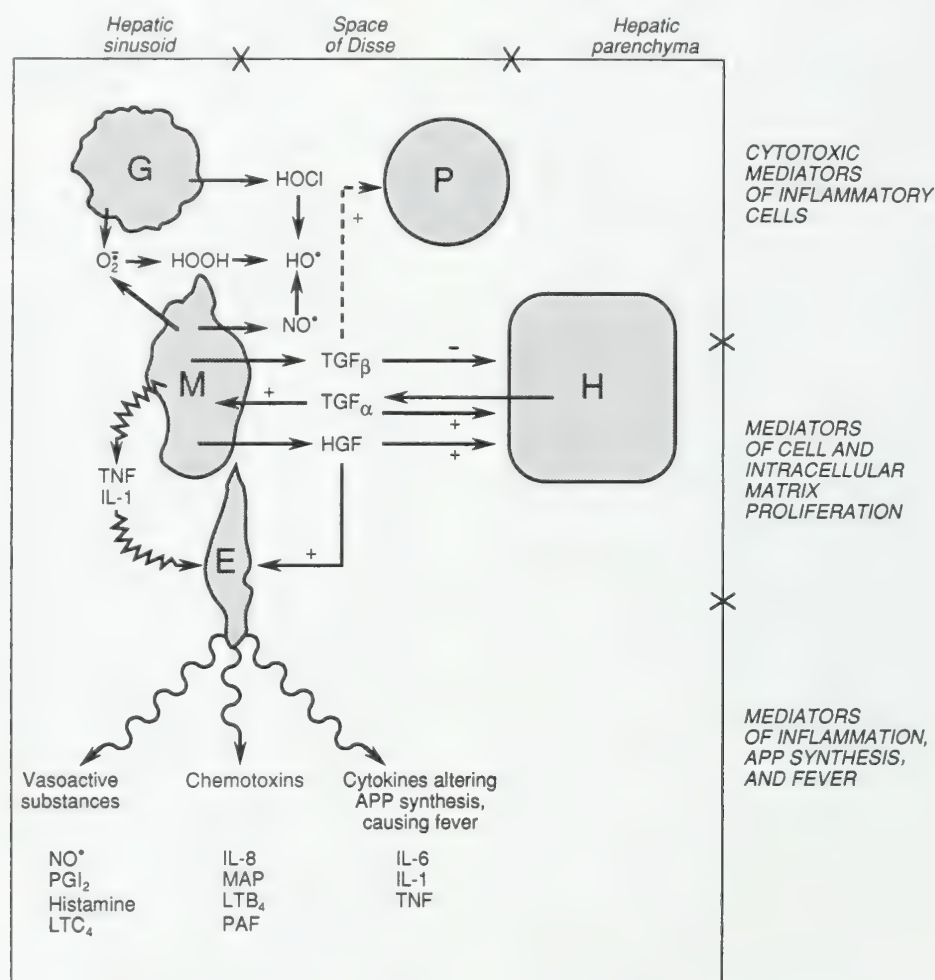 Hepatic
sinusoid
Space
of Disse
Hepatic
parenchyma
G
P
HOCl
+
O₂⁻̇
HOOH
HO•
NO•
CYTOTOXIC
MEDIATORS
OF INFLAMMATORY
CELLS
M
TGFβ
−
+
TGFα
+
HGF
+
H
TNF
IL-1
E
+
MEDIATORS
OF CELL AND
INTRACELLULAR
MATRIX
PROLIFERATION
Vasoactive
substances
Chemotoxins
Cytokines altering
APP synthesis,
causing fever
MEDIATORS
OF INFLAMMATION,
APP SYNTHESIS,
AND FEVER
NO•
PGI₂
Histamine
LTC₄
IL-8
MAP
LTB₄
PAF
IL-6
IL-1
TNF